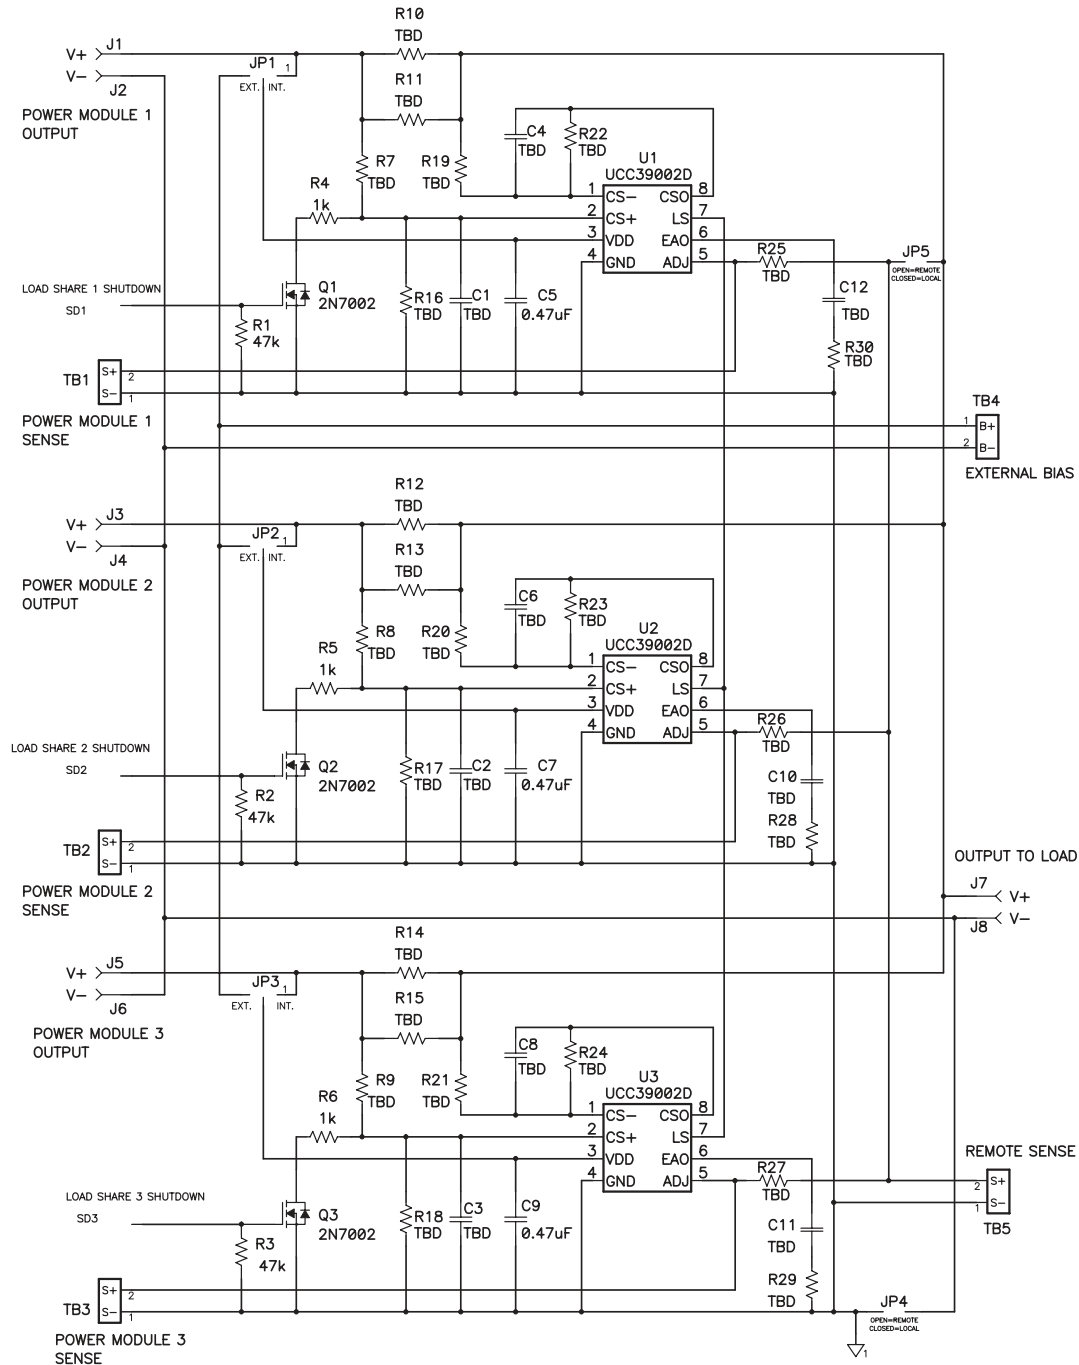 R10
TBD
V+
J1
V−
J2
JP1
1
EXT. INT.
R11
TBD
POWER MODULE 1
OUTPUT
R7
TBD
R19
TBD
C4
TBD
R22
TBD
U1
UCC39002D
R4
1k
1 CS− CSO 8
2 CS+ LS 7
3 VDD EAO 6
4 GND ADJ 5
R25
TBD
JP5
OPEN=REMOTE
CLOSED=LOCAL
LOAD SHARE 1 SHUTDOWN
SD1
Q1
2N7002
R16
TBD
C1
TBD
C5
0.47uF
C12
TBD
R1
47k
R30
TBD
TB1
S+ 2
S− 1
POWER MODULE 1
SENSE
TB4
1 B+
2 B−
EXTERNAL BIAS
R12
TBD
V+
J3
V−
J4
JP2
1
EXT. INT.
R13
TBD
POWER MODULE 2
OUTPUT
R8
TBD
R20
TBD
C6
TBD
R23
TBD
U2
UCC39002D
R5
1k
1 CS− CSO 8
2 CS+ LS 7
3 VDD EAO 6
4 GND ADJ 5
R26
TBD
LOAD SHARE 2 SHUTDOWN
SD2
Q2
2N7002
R17
TBD
C2
TBD
C7
0.47uF
C10
TBD
R2
47k
R28
TBD
TB2
S+ 2
S− 1
POWER MODULE 2
SENSE
OUTPUT TO LOAD
J7
V+
V−
J8
R14
TBD
V+
J5
V−
J6
JP3
1
EXT. INT.
R15
TBD
POWER MODULE 3
OUTPUT
R9
TBD
R21
TBD
C8
TBD
R24
TBD
U3
UCC39002D
R6
1k
1 CS− CSO 8
2 CS+ LS 7
3 VDD EAO 6
4 GND ADJ 5
R27
TBD
REMOTE SENSE
2 S+
1 S−
TB5
LOAD SHARE 3 SHUTDOWN
SD3
Q3
2N7002
R18
TBD
C3
TBD
C9
0.47uF
C11
TBD
R3
47k
R29
TBD
TB3
S+ 2
S− 1
POWER MODULE 3
SENSE
JP4
OPEN=REMOTE
CLOSED=LOCAL
1